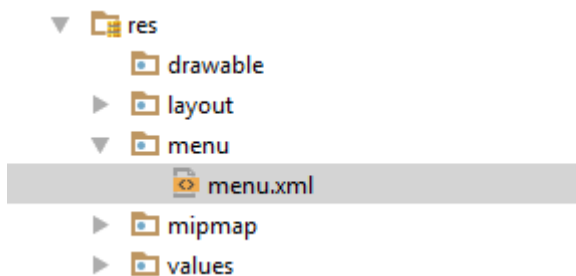 res
drawable
layout
menu
menu.xml
mipmap
values